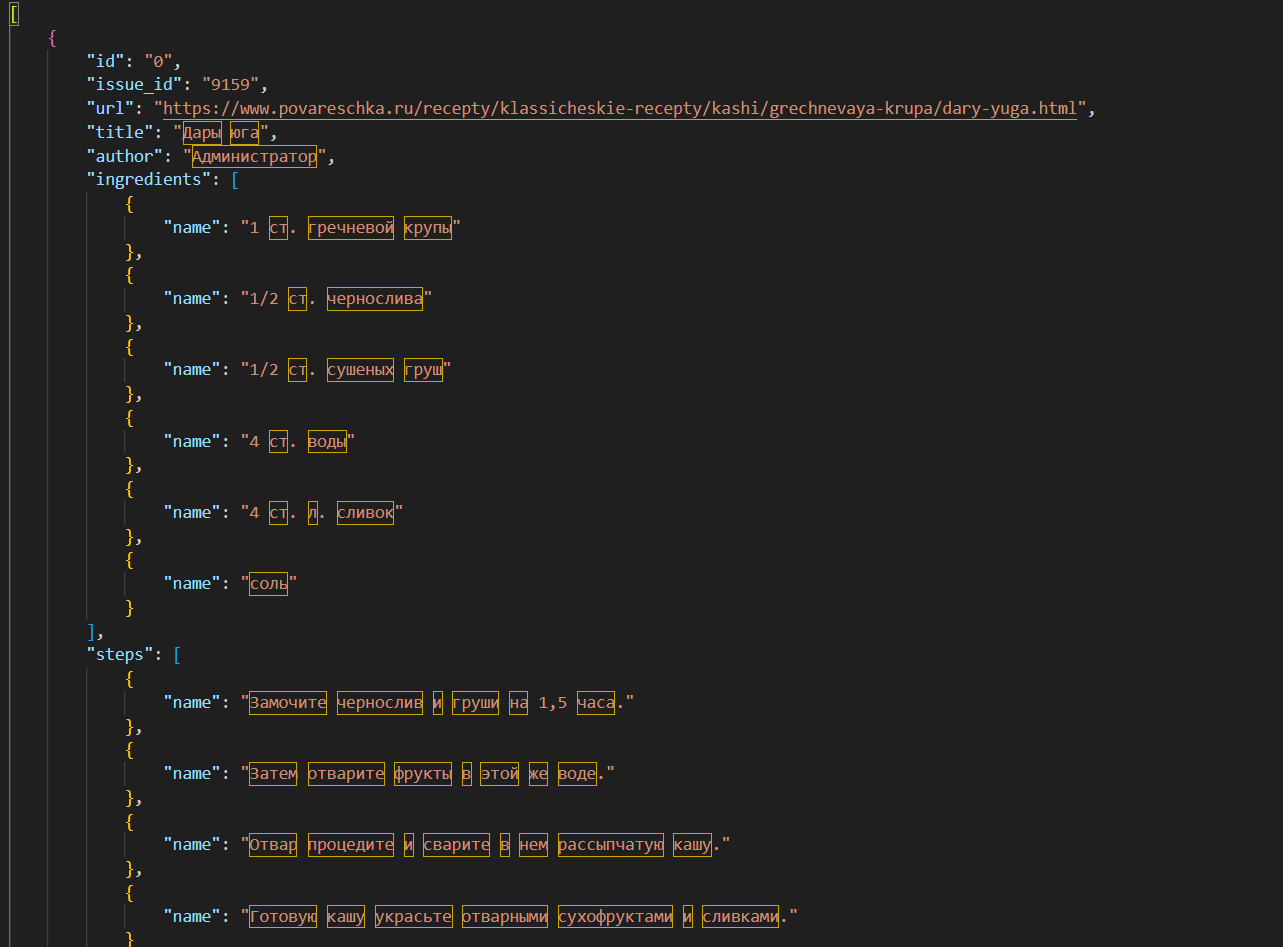 [
{
"id": "0",
"issue_id": "9159",
"url": "https://www.povareschka.ru/recepty/klassicheskie-recepty/kashi/grechnevaya-krupa/dary-yuga.html",
"title": "Дары юга",
"author": "Администратор",
"ingredients": [
{
"name": "1 ст. гречневой крупы"
},
{
"name": "1/2 ст. чернослива"
},
{
"name": "1/2 ст. сушеных груш"
},
{
"name": "4 ст. воды"
},
{
"name": "4 ст. л. сливок"
},
{
"name": "соль"
}
],
"steps": [
{
"name": "Замочите чернослив и груши на 1,5 часа."
},
{
"name": "Затем отварите фрукты в этой же воде."
},
{
"name": "Отвар процедите и сварите в нем рассыпчатую кашу."
},
{
"name": "Готовую кашу украсьте отварными сухофруктами и сливками."
}